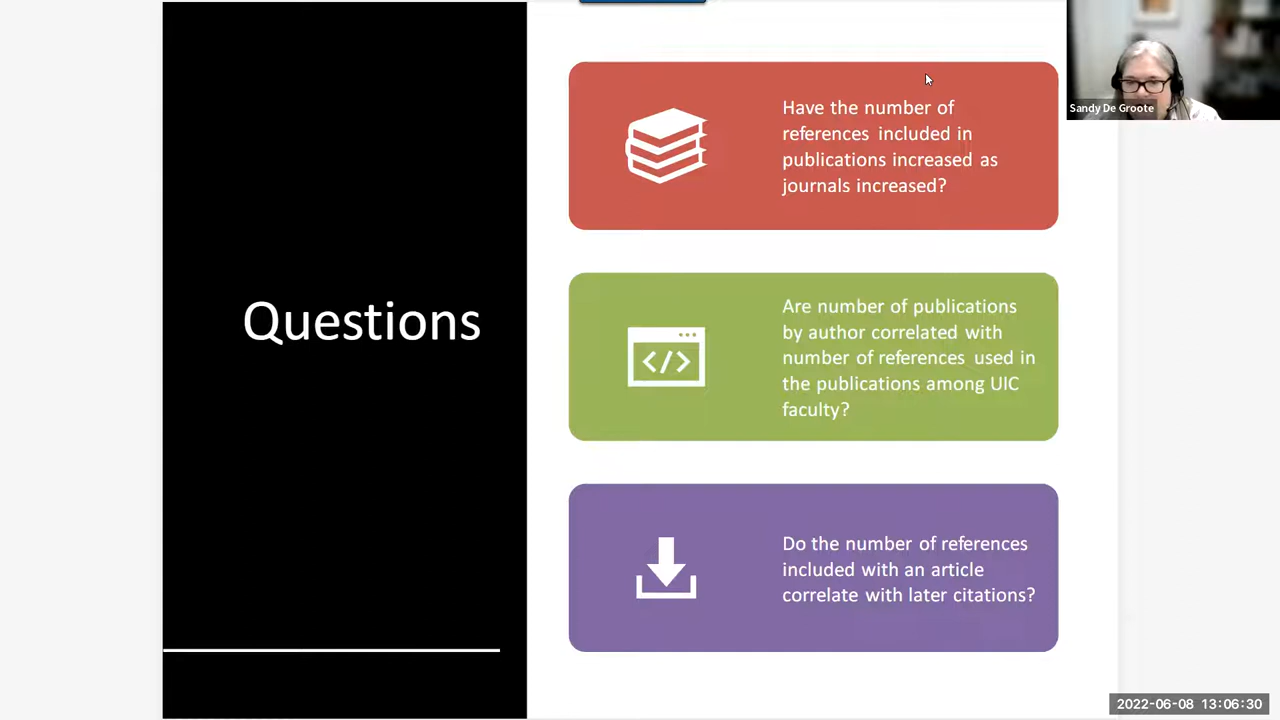 Questions
Have the number of
references included in
publications increased as
journals increased?
</>
Are number of publications
by author correlated with
number of references used in
the publications among UIC
faculty?
Do the number of references
included with an article
correlate with later citations?
Sandy De Groote
2022-06-08 13:06:30